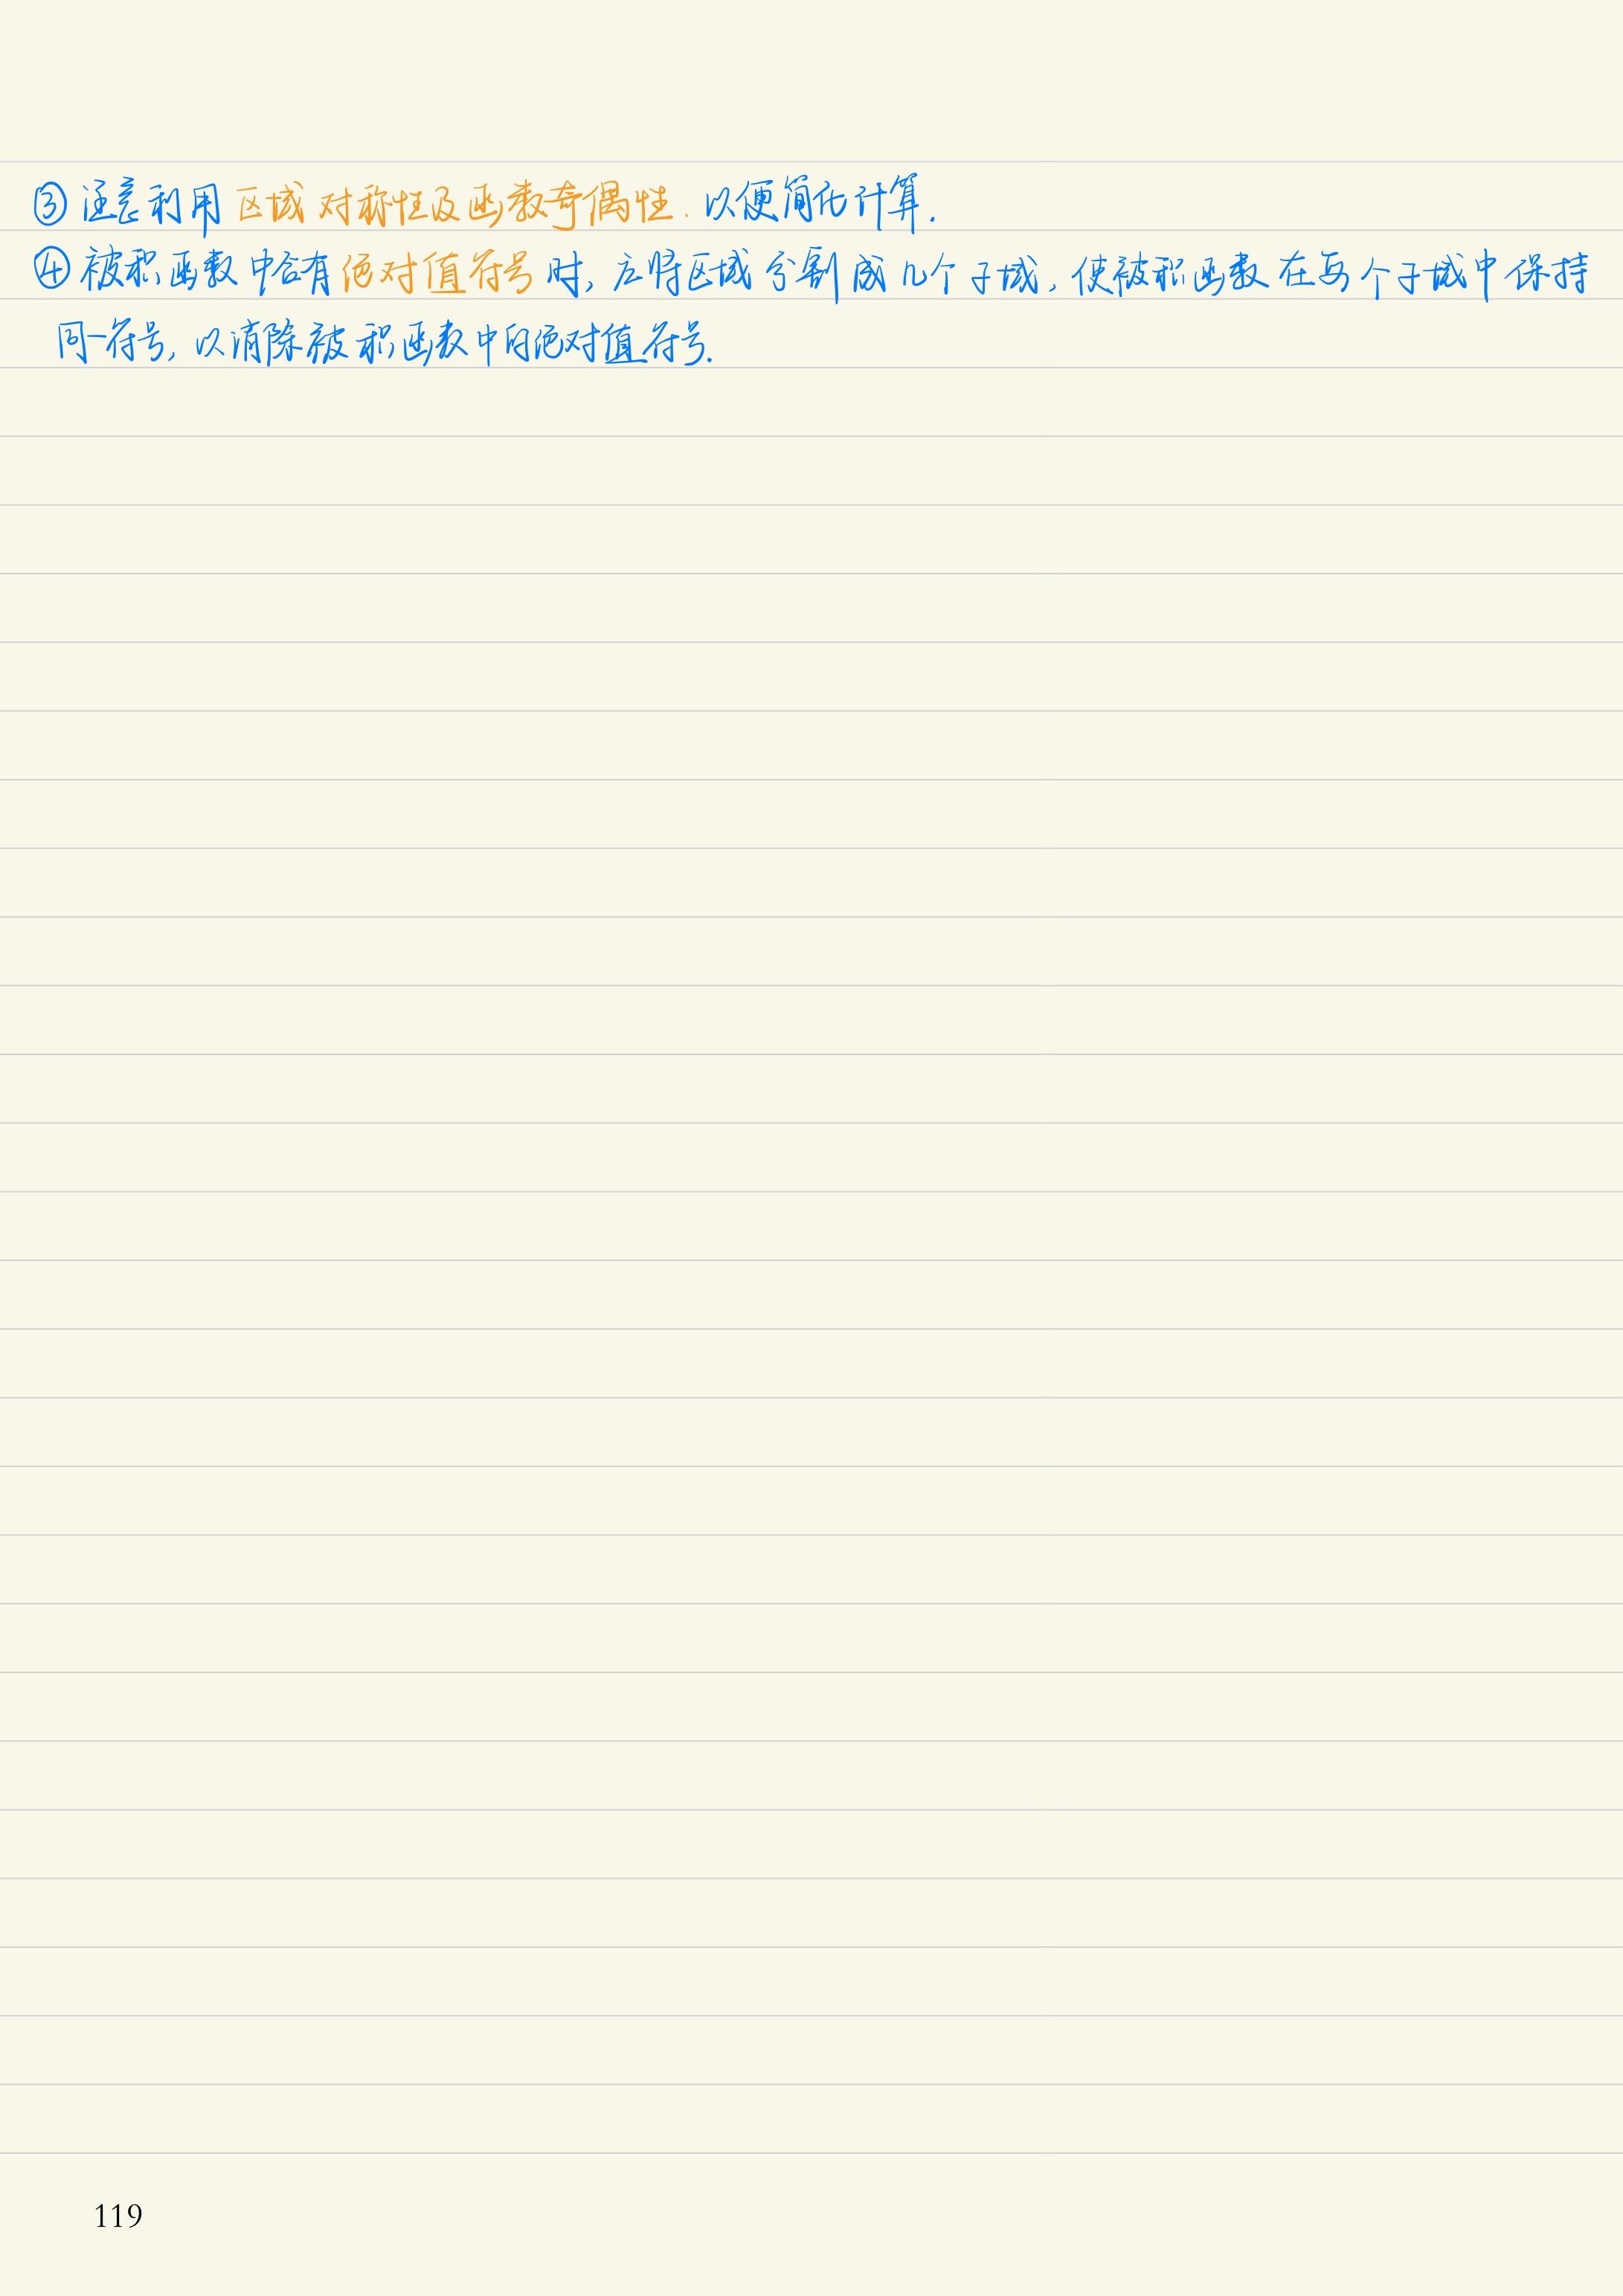 ③ 注意利用区域对称性及函数奇偶性.以便简化计算.
④ 被积函数中含有绝对值符号时,应将区域分割成几个子域,使被积函数在每个子域中保持
同一符号,以消除被积函数中的绝对值符号.
119